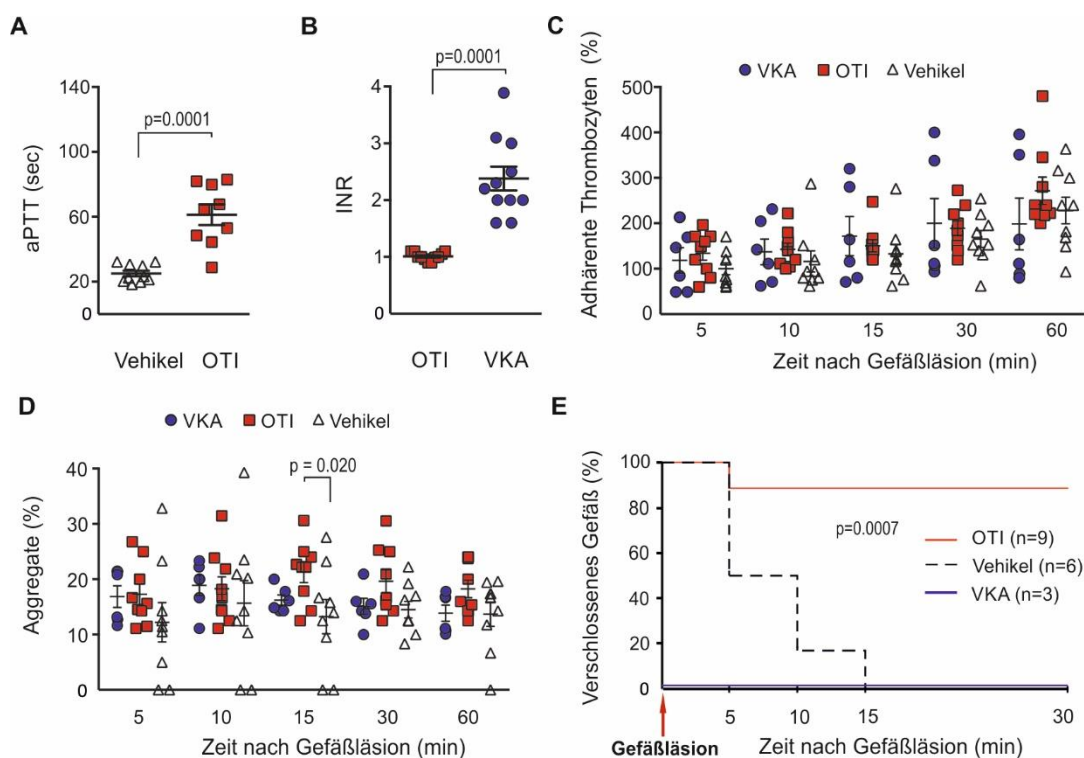 A
aPTT (sec)
140
100
60
20
0
p=0.0001
Vehikel OTI
B
INR
4
3
2
1
0
p=0.0001
OTI VKA
C
VKA OTI Vehikel
Adhärente Thrombozyten (%)
500
400
300
200
100
0
5 10 15 30 60
Zeit nach Gefäßläsion (min)
D
VKA OTI Vehikel
Aggregate (%)
40
30
20
10
0
p = 0.020
5 10 15 30 60
Zeit nach Gefäßläsion (min)
E
Verschlossenes Gefäß (%)
100
80
60
40
20
0
p=0.0007
OTI (n=9)
Vehikel (n=6)
VKA (n=3)
5 10 15 30
Gefäßläsion
Zeit nach Gefäßläsion (min)